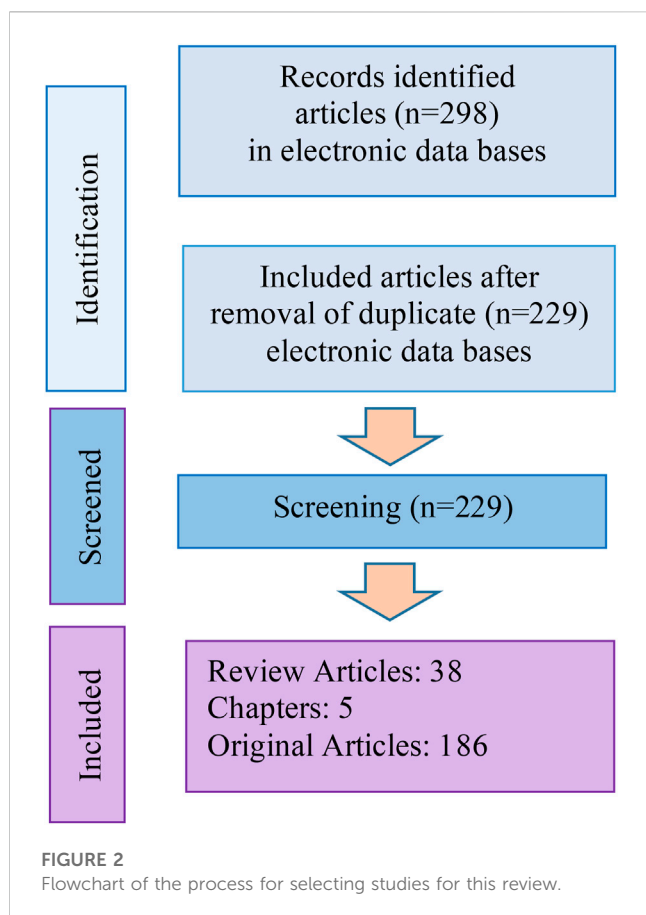 Identification
Records identified
articles (n=298)
in electronic data bases
Included articles after
removal of duplicate (n=229)
electronic data bases
Screened
Screening (n=229)
Included
Review Articles: 38
Chapters: 5
Original Articles: 186
FIGURE 2
Flowchart of the process for selecting studies for this review.